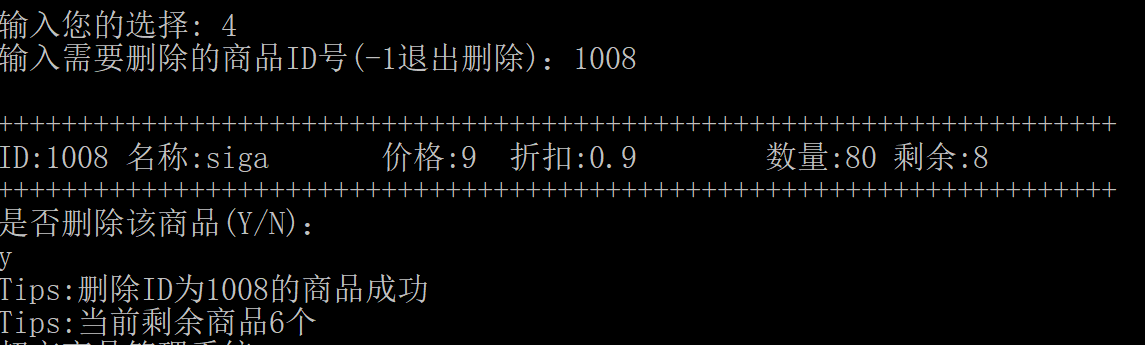 输入您的选择: 4
输入需要删除的商品ID号(-1退出删除): 1008
++++++++++++++++++++++++++++++++++++++++++++++++++++++++++++++++++++++++
ID:1008 名称:siga 价格:9 折扣:0.9 数量:80 剩余:8
++++++++++++++++++++++++++++++++++++++++++++++++++++++++++++++++++++++++
是否删除该商品(Y/N):
y
Tips:删除ID为1008的商品成功
Tips:当前剩余商品6个